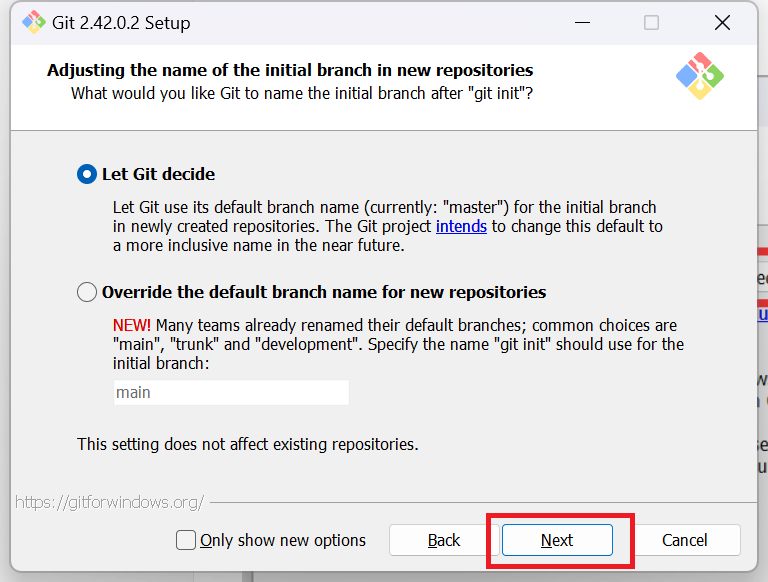 Git 2.42.0.2 Setup
Adjusting the name of the initial branch in new repositories
What would you like Git to name the initial branch after "git init"?
Let Git decide
Let Git use its default branch name (currently: "master") for the initial branch
in newly created repositories. The Git project intends to change this default to
a more inclusive name in the near future.
Override the default branch name for new repositories
NEW! Many teams already renamed their default branches; common choices are
"main", "trunk" and "development". Specify the name "git init" should use for the
initial branch:
main
This setting does not affect existing repositories.
https://gitforwindows.org/
Only show new options
Back
Next
Cancel